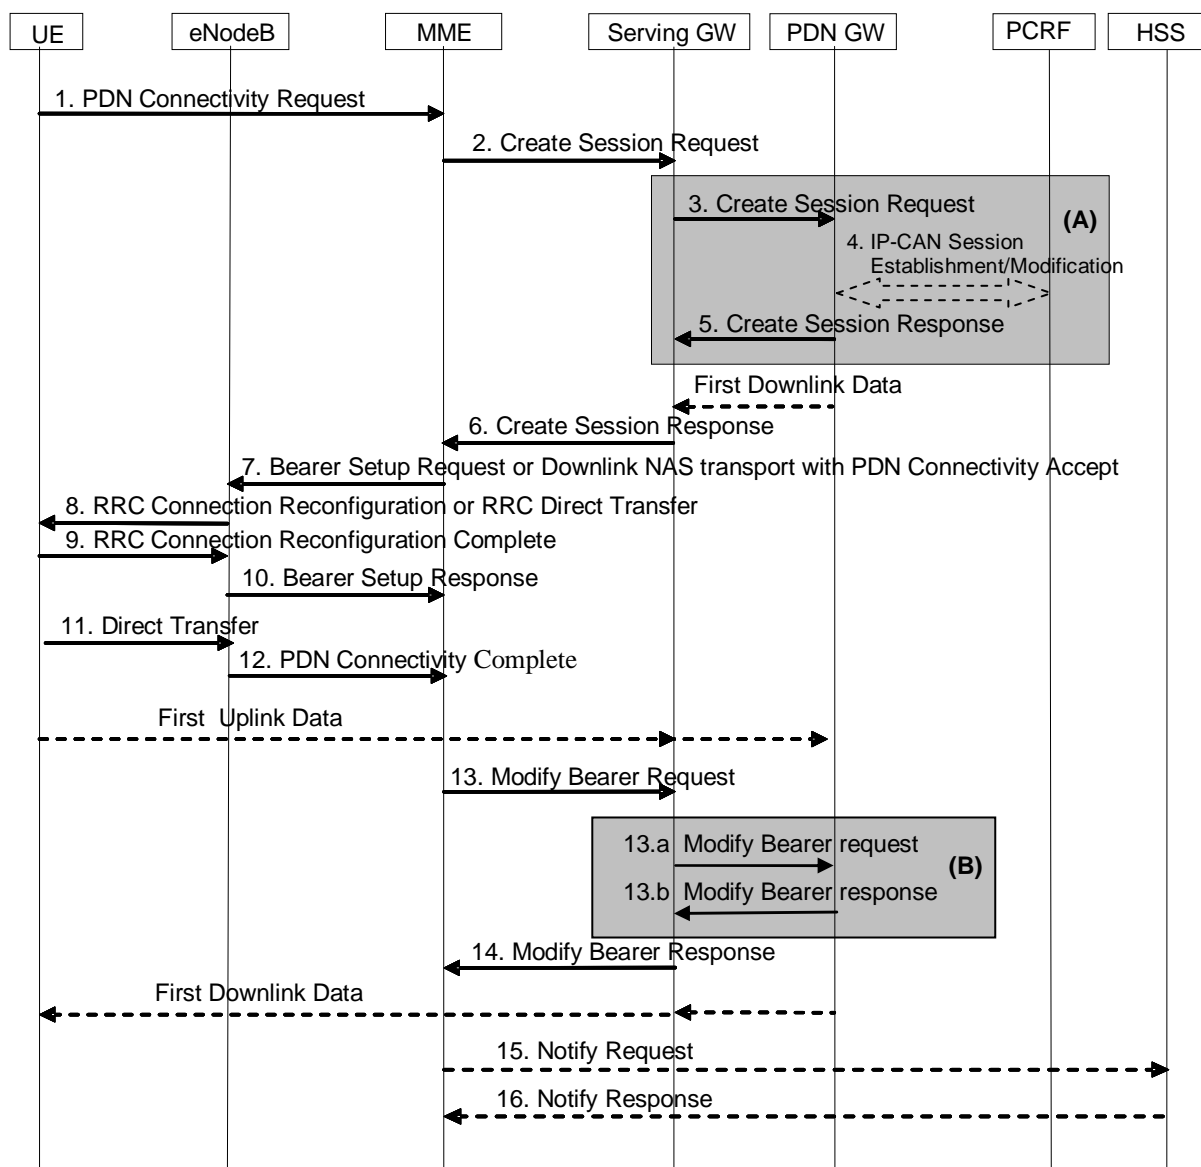 UE
eNodeB
MME
Serving GW
PDN GW
PCRF
HSS
1. PDN Connectivity Request
2. Create Session Request
3. Create Session Request
(A)
4. IP-CAN Session
Establishment/Modification
5. Create Session Response
First Downlink Data
6. Create Session Response
7. Bearer Setup Request or Downlink NAS transport with PDN Connectivity Accept
8. RRC Connection Reconfiguration or RRC Direct Transfer
9. RRC Connection Reconfiguration Complete
10. Bearer Setup Response
11. Direct Transfer
12. PDN Connectivity Complete
First Uplink Data
13. Modify Bearer Request
13.a Modify Bearer request
(B)
13.b Modify Bearer response
14. Modify Bearer Response
First Downlink Data
15. Notify Request
16. Notify Response